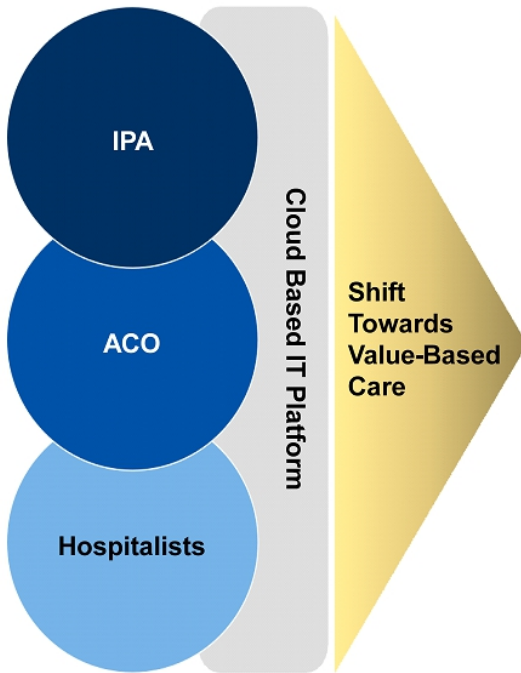 IPA
ACO
Hospitalists
Cloud Based IT Platform
Shift
Towards
Value-Based
Care